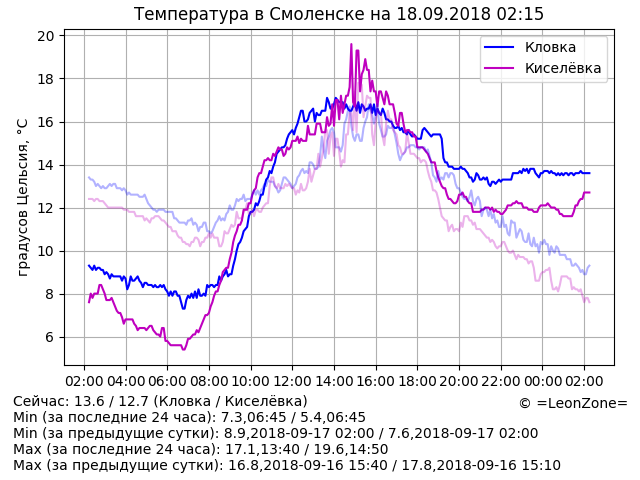 Температура в Смоленске на 18.09.2018 02:15
градусов Цельсия, °C
20
18
16
14
12
10
8
6
Кловка
Киселёвка
02:00 04:00 06:00 08:00 10:00 12:00 14:00 16:00 18:00 20:00 22:00 00:00 02:00
Сейчас: 13.6 / 12.7 (Кловка / Киселёвка)
© =LeonZone=
Min (за последние 24 часа): 7.3,06:45 / 5.4,06:45
Min (за предыдущие сутки): 8.9,2018-09-17 02:00 / 7.6,2018-09-17 02:00
Max (за последние 24 часа): 17.1,13:40 / 19.6,14:50
Max (за предыдущие сутки): 16.8,2018-09-16 15:40 / 17.8,2018-09-16 15:10